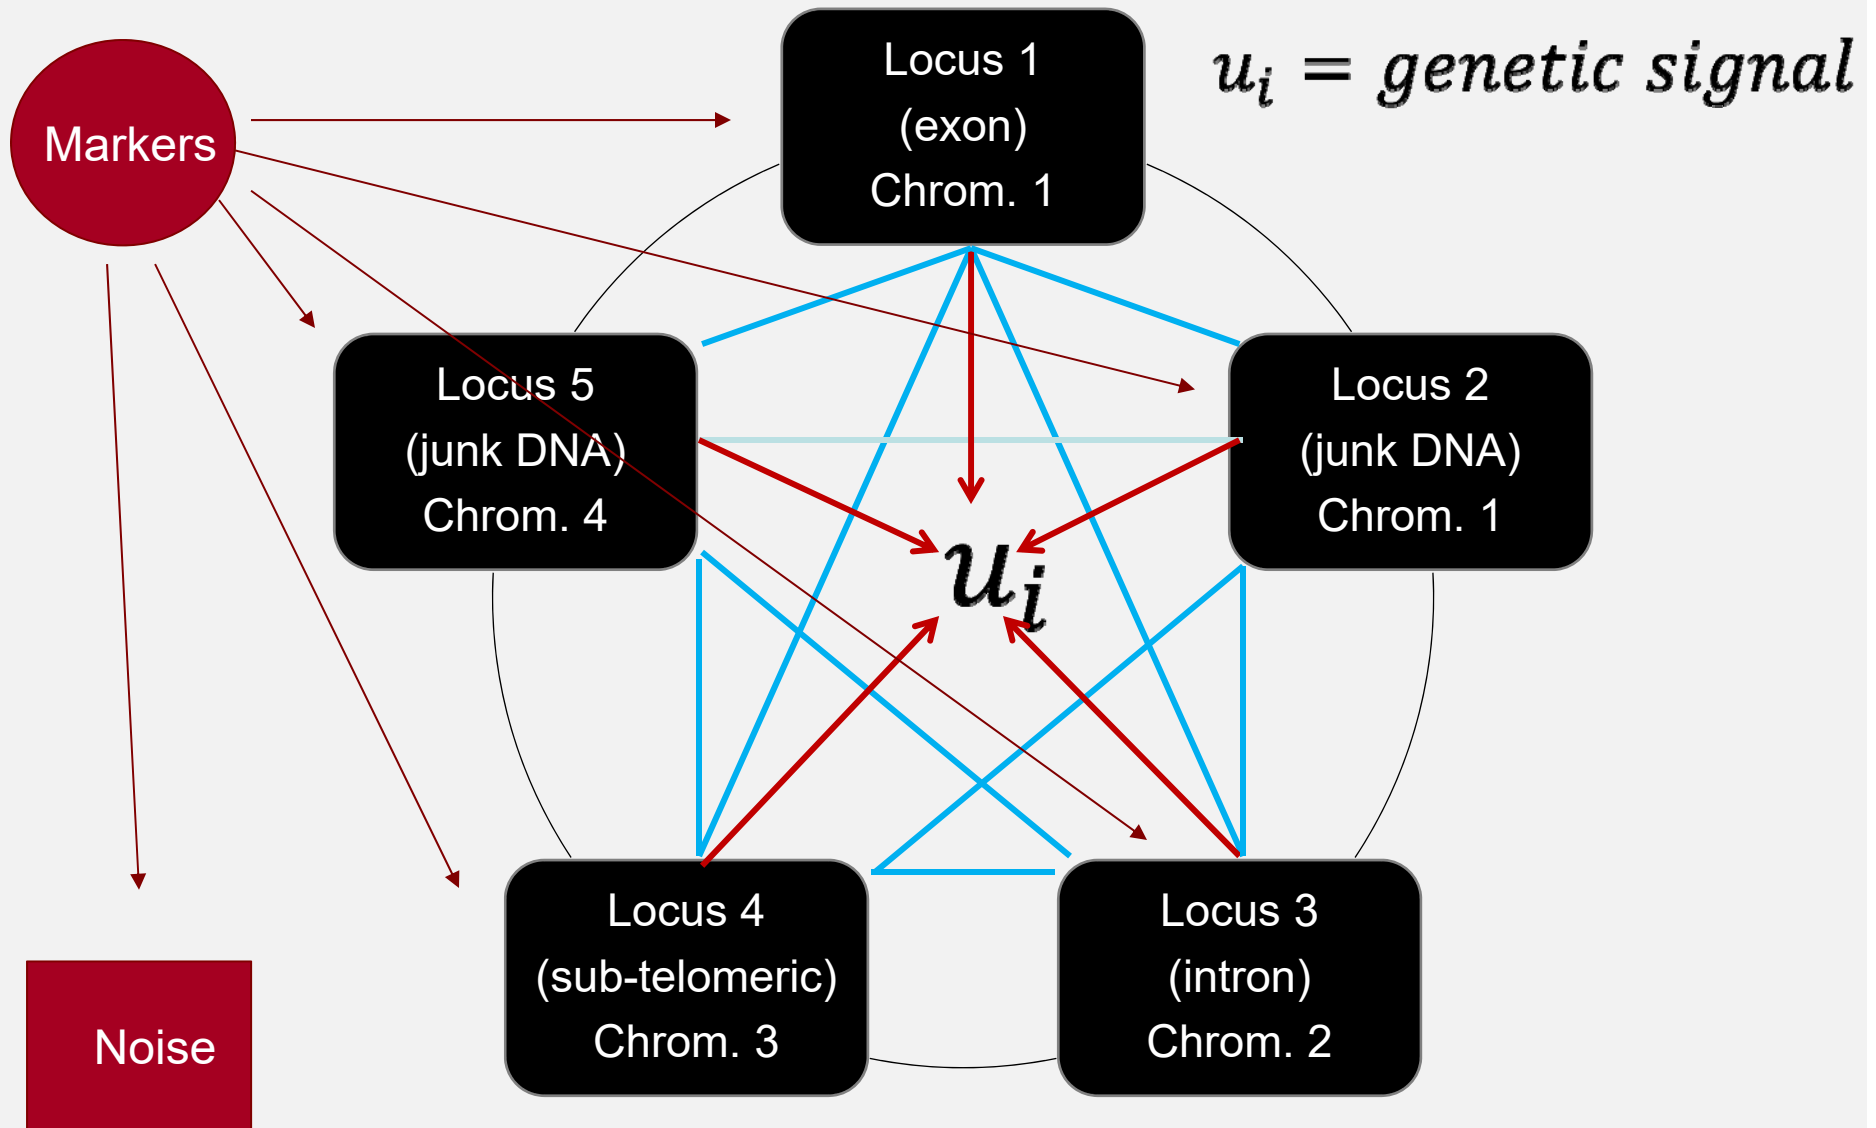 Markers
Locus 1
(exon)
Chrom. 1
u_i = genetic signal
Locus 5
(junk DNA)
Chrom. 4
Locus 2
(junk DNA)
Chrom. 1
u_i
Locus 4
(sub-telomeric)
Chrom. 3
Locus 3
(intron)
Chrom. 2
Noise